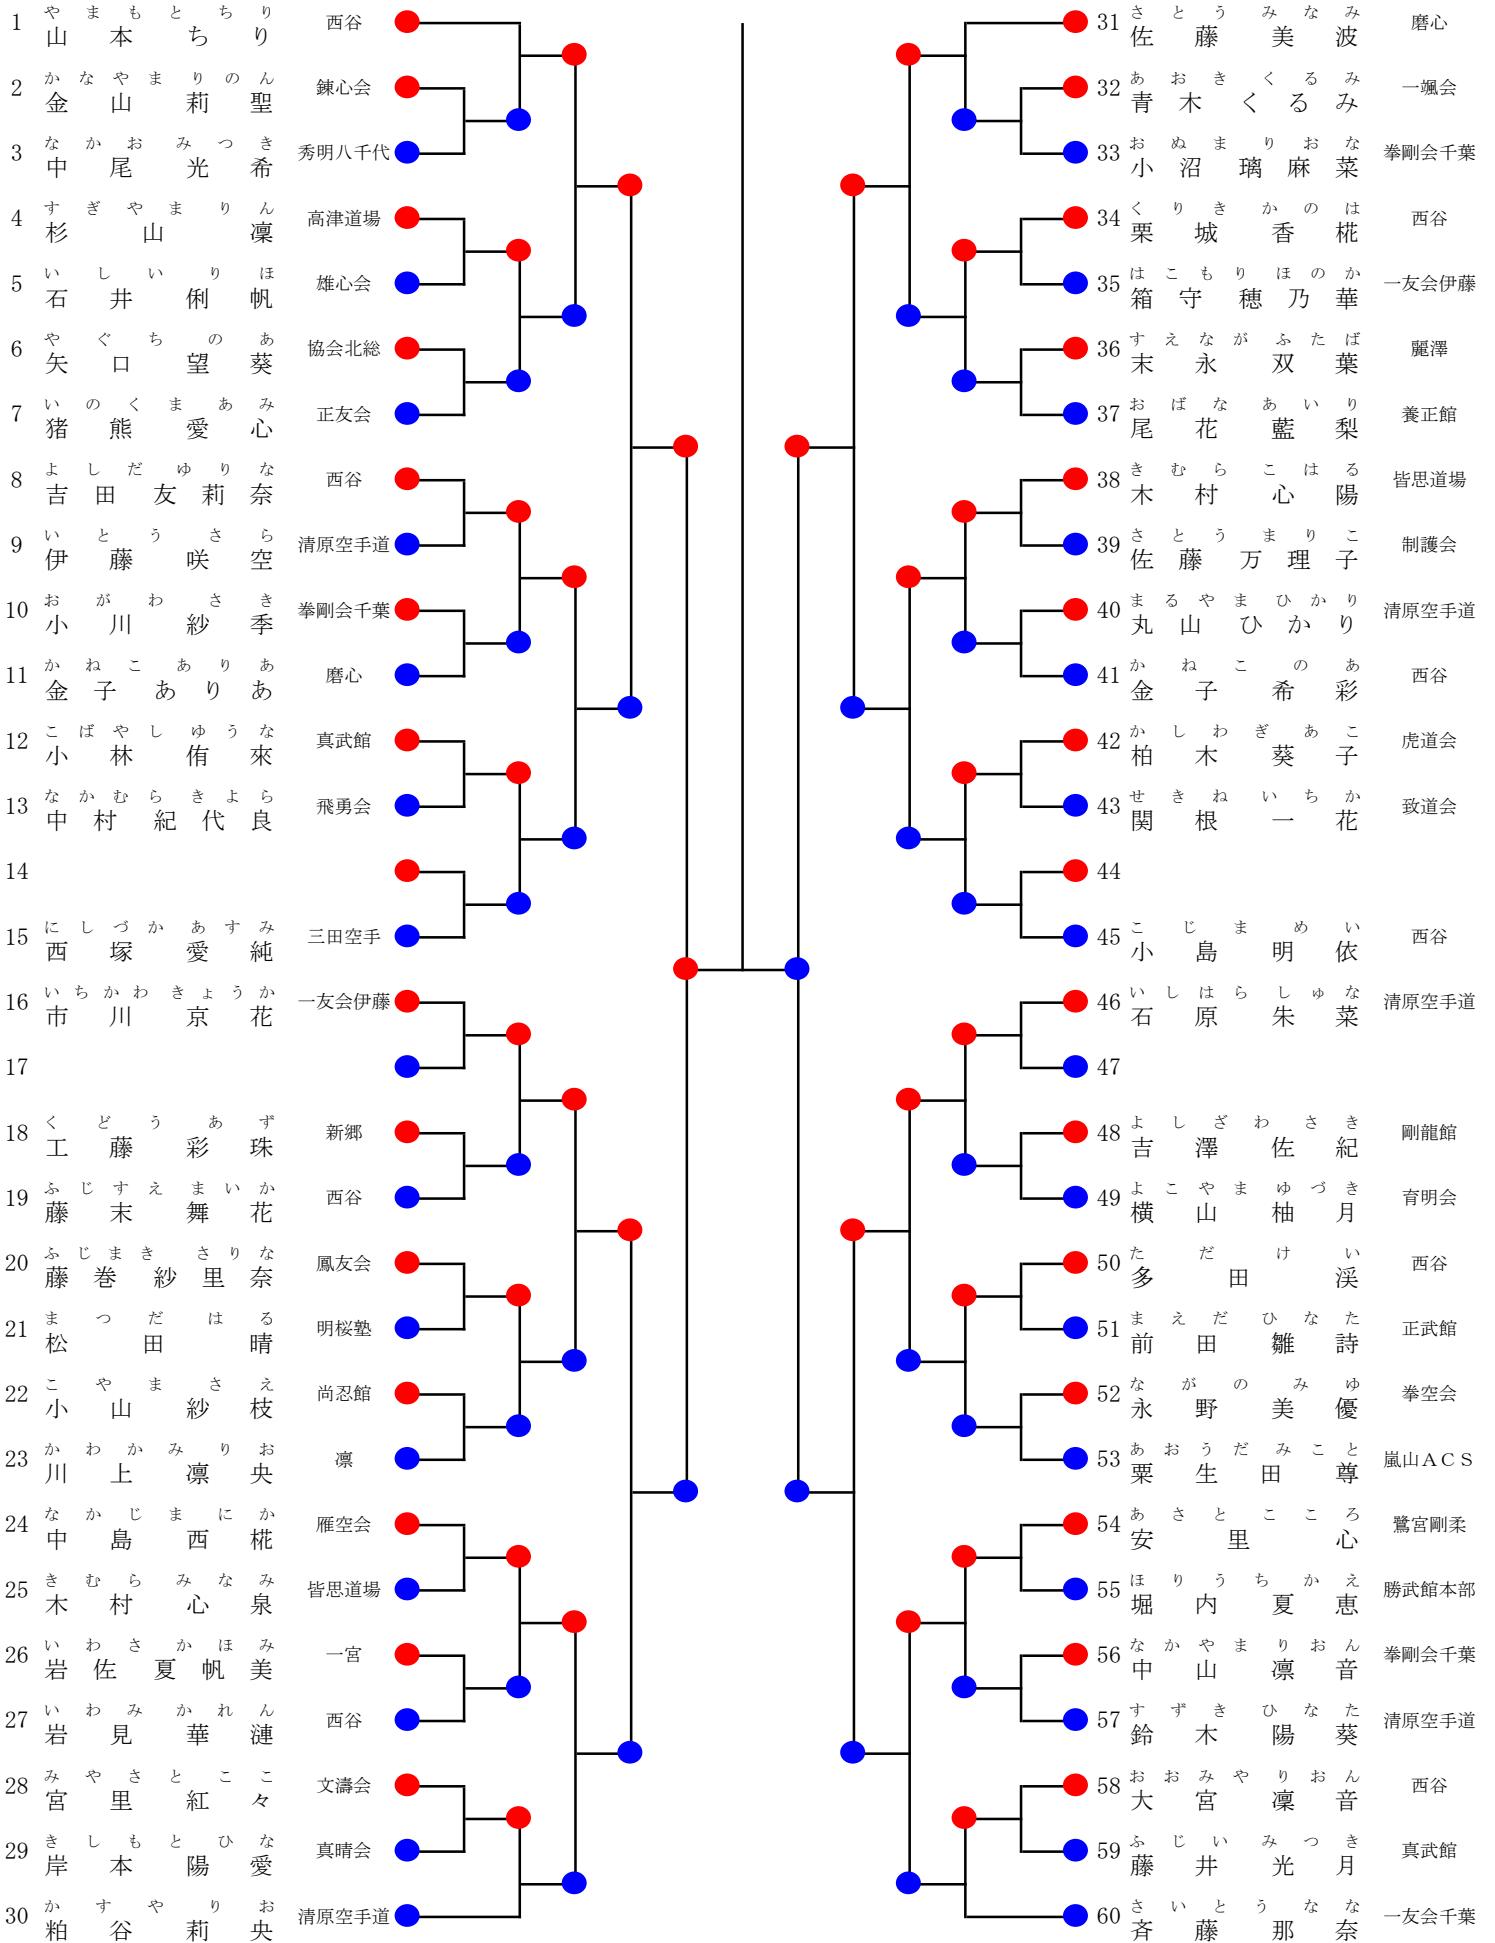 1 やまもとちり 山本ちり 西谷
2 かなやまりのん 金山莉聖 錬心会
3 なかおみつき 中尾光希 秀明八千代
4 すぎやまりん 杉山凜 高津道場
5 いしいりほ 石井俐帆 雄心会
6 やぐちのあ 矢口望葵 協会北総
7 いのくまあみ 猪熊愛心 正友会
8 よしだゆりな 吉田友莉奈 西谷
9 いとうさら 伊藤咲空 清原空手道
10 おがわさき 小川紗季 拳剛会千葉
11 かねこありあ 金子ありあ 磨心
12 こばやしゆうな 小林侑來 真武館
13 なかむらきよら 中村紀代良 飛勇会
14
15 にしづかあすみ 西塚愛純 三田空手
16 いちかわきょうか 市川京花 一友会伊藤
17
18 くどうあず 工藤彩珠 新郷
19 ふじすえまいか 藤末舞花 西谷
20 ふじまきさりな 藤巻紗里奈 鳳友会
21 まつだはる 松田晴 明桜塾
22 こやまさえ 小山紗枝 尚忍館
23 かわかみりお 川上凛央 凛
24 なかじまにか 中島西椛 雁空会
25 きむらみなみ 木村心泉 皆思道場
26 いわさかほみ 岩佐夏帆美 一宮
27 いわみかれん 岩見華漣 西谷
28 みやさとここ 宮里紅々 文濤会
29 きしもとひな 岸本陽愛 真晴会
30 かすやりお 粕谷莉央 清原空手道
31 さとうみなみ 佐藤美波 磨心
32 あおきくるみ 青木くるみ 一颯会
33 おぬまりおな 小沼璃麻菜 拳剛会千葉
34 くりきかのは 栗城香椛 西谷
35 はこもりほのか 箱守穂乃華 一友会伊藤
36 すえながふたば 末永双葉 麗澤
37 おばなあいり 尾花藍梨 養正館
38 きむらこはる 木村心陽 皆思道場
39 さとうまりこ 佐藤万理子 制護会
40 まるやまひかり 丸山ひかり 清原空手道
41 かねこのあ 金子希彩 西谷
42 かしわぎあこ 柏木葵子 虎道会
43 せきねいちか 関根一花 致道会
44
45 こじまめい 小島明依 西谷
46 いしはらしゅな 石原朱菜 清原空手道
47
48 よしざわさき 吉澤佐紀 剛龍館
49 よこやまゆづき 横山柚月 育明会
50 ただけい 多田渓 西谷
51 まえだひなた 前田雛詩 正武館
52 ながのみゆ 永野美優 拳空会
53 あおうだみこと 粟生田尊 嵐山ACS
54 あさとこころ 安里心 鷺宮剛柔
55 ほりうちかえ 堀内夏恵 勝武館本部
56 なかやまりおん 中山凛音 拳剛会千葉
57 すずきひなた 鈴木陽葵 清原空手道
58 おおみやりおん 大宮凜音 西谷
59 ふじいみつき 藤井光月 真武館
60 さいとうなな 斉藤那奈 一友会千葉